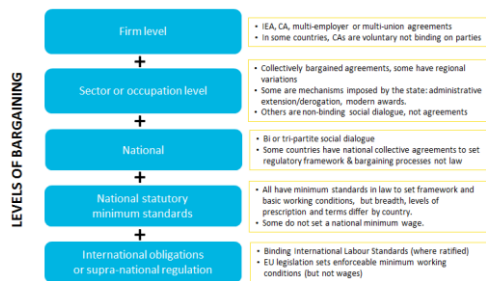 LEVELS OF BARGAINING
Firm level
• IEA, CA, multi-employer or multi-union agreements
• In some countries, CAs are voluntary not binding on parties
+
Sector or occupation level
• Collectively bargained agreements, some have regional
variations
• Some are mechanisms imposed by the state: administrative
extension/derogation, modern awards.
• Others are non-binding social dialogue, not agreements
+
National
• Bi or tri-partite social dialogue
• Some countries have national collective agreements to set
regulatory framework & bargaining processes not law
+
National statutory
minimum standards
• All have minimum standards in law to set framework and
basic working conditions, but breadth, levels of
prescription and terms differ by country.
• Some do not set a national minimum wage.
+
International obligations
or supra-national regulation
• Binding International Labour Standards (where ratified)
• EU legislation sets enforceable minimum working
conditions (but not wages)